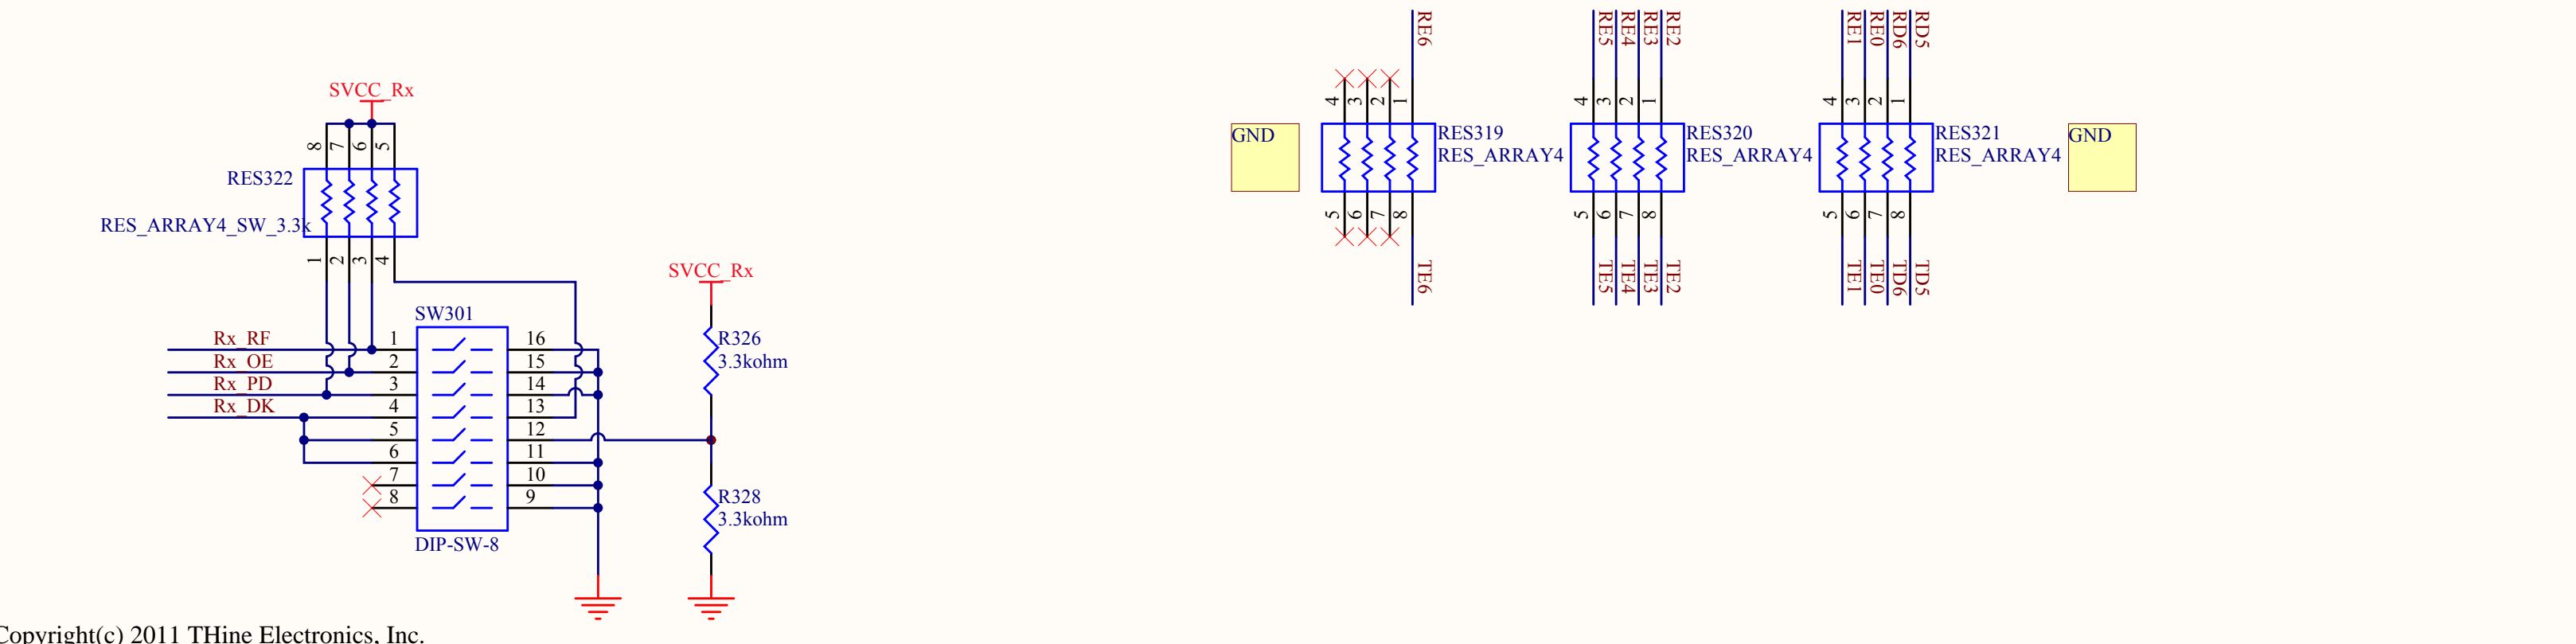 SVCC_Rx
8 7 6 5
RES322
RES_ARRAY4_SW_3.3k
1 2 3 4
SW301
Rx_RF 1 16
Rx_OE 2 15
Rx_PD 3 14
Rx_DK 4 13
5 12
6 11
7 10
8 9
DIP-SW-8
SVCC_Rx
R326
3.3kohm
R328
3.3kohm
RE6
4 3 2 1
GND
RES319
RES_ARRAY4
5 6 7 8
TE6
RE5 RE4 RE3 RE2
4 3 2 1
RES320
RES_ARRAY4
5 6 7 8
TE5 TE4 TE3 TE2
RE1 RE0 RD6 RD5
4 3 2 1
RES321
RES_ARRAY4
5 6 7 8
TE1 TE0 TD6 TD5
GND
Copyright(c) 2011 THine Electronics, Inc.